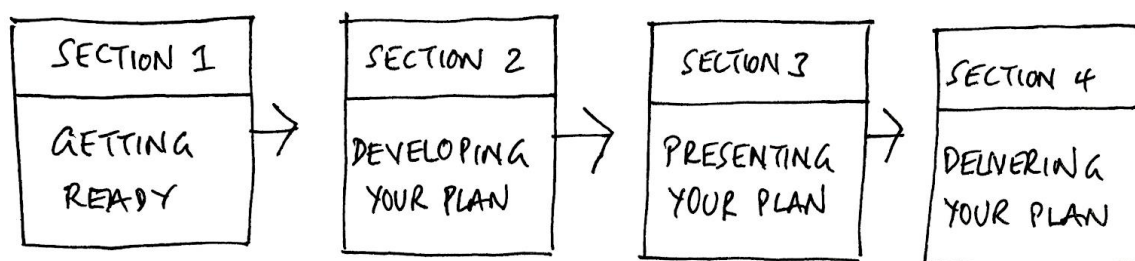 SECTION 1
GETTING
READY
SECTION 2
DEVELOPING
YOUR PLAN
SECTION 3
PRESENTING
YOUR PLAN
SECTION 4
DELIVERING
YOUR PLAN